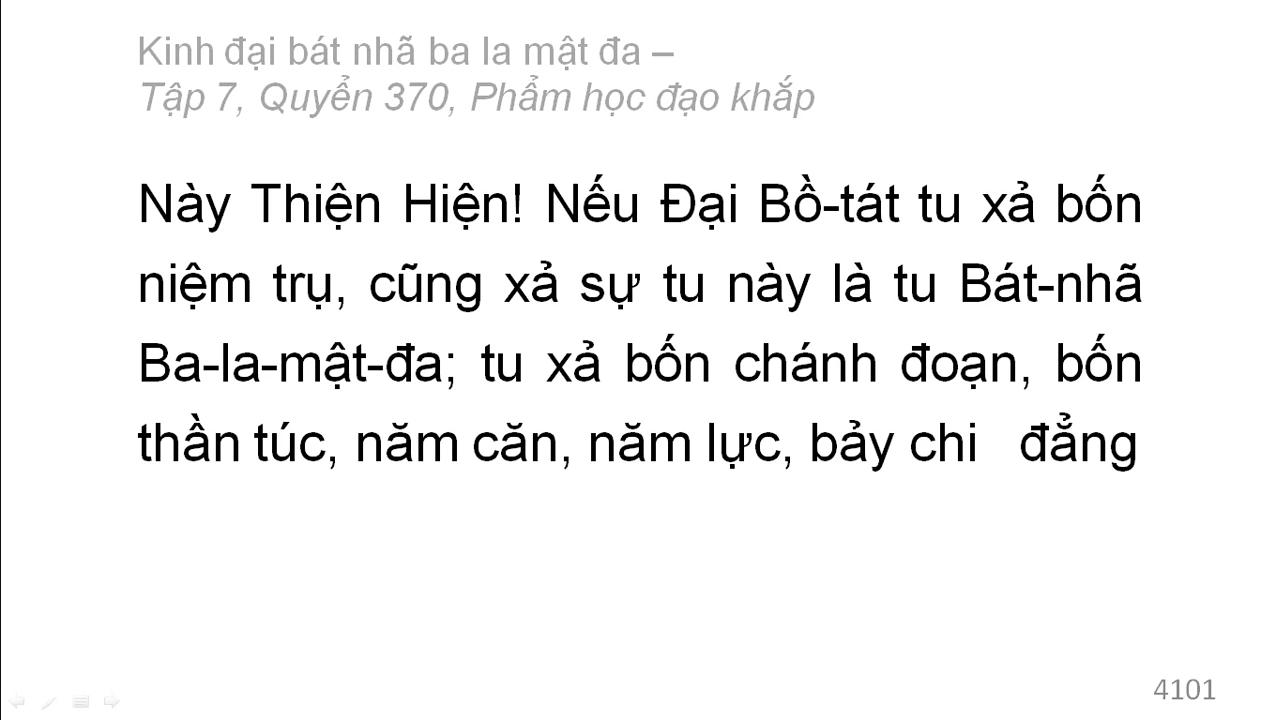 Kinh đại bát nhã ba la mật đa –
Tập 7, Quyển 370, Phẩm học đạo khắp
Này Thiện Hiện! Nếu Đại Bồ-tát tu xả bốn
niệm trụ, cũng xả sự tu này là tu Bát-nhã
Ba-la-mật-đa; tu xả bốn chánh đoạn, bốn
thần túc, năm căn, năm lực, bảy chi đẳng
4101